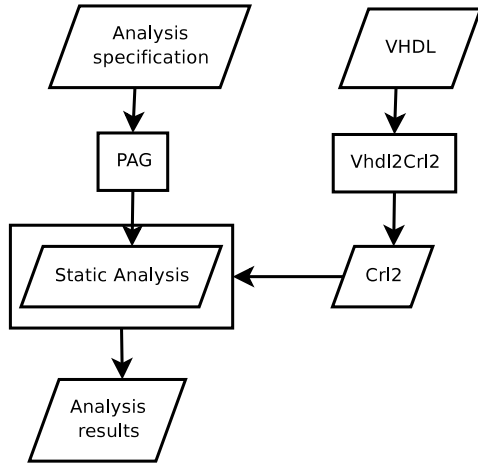 Analysis
specification
VHDL
PAG
Vhdl2Crl2
Static Analysis
Crl2
Analysis
results